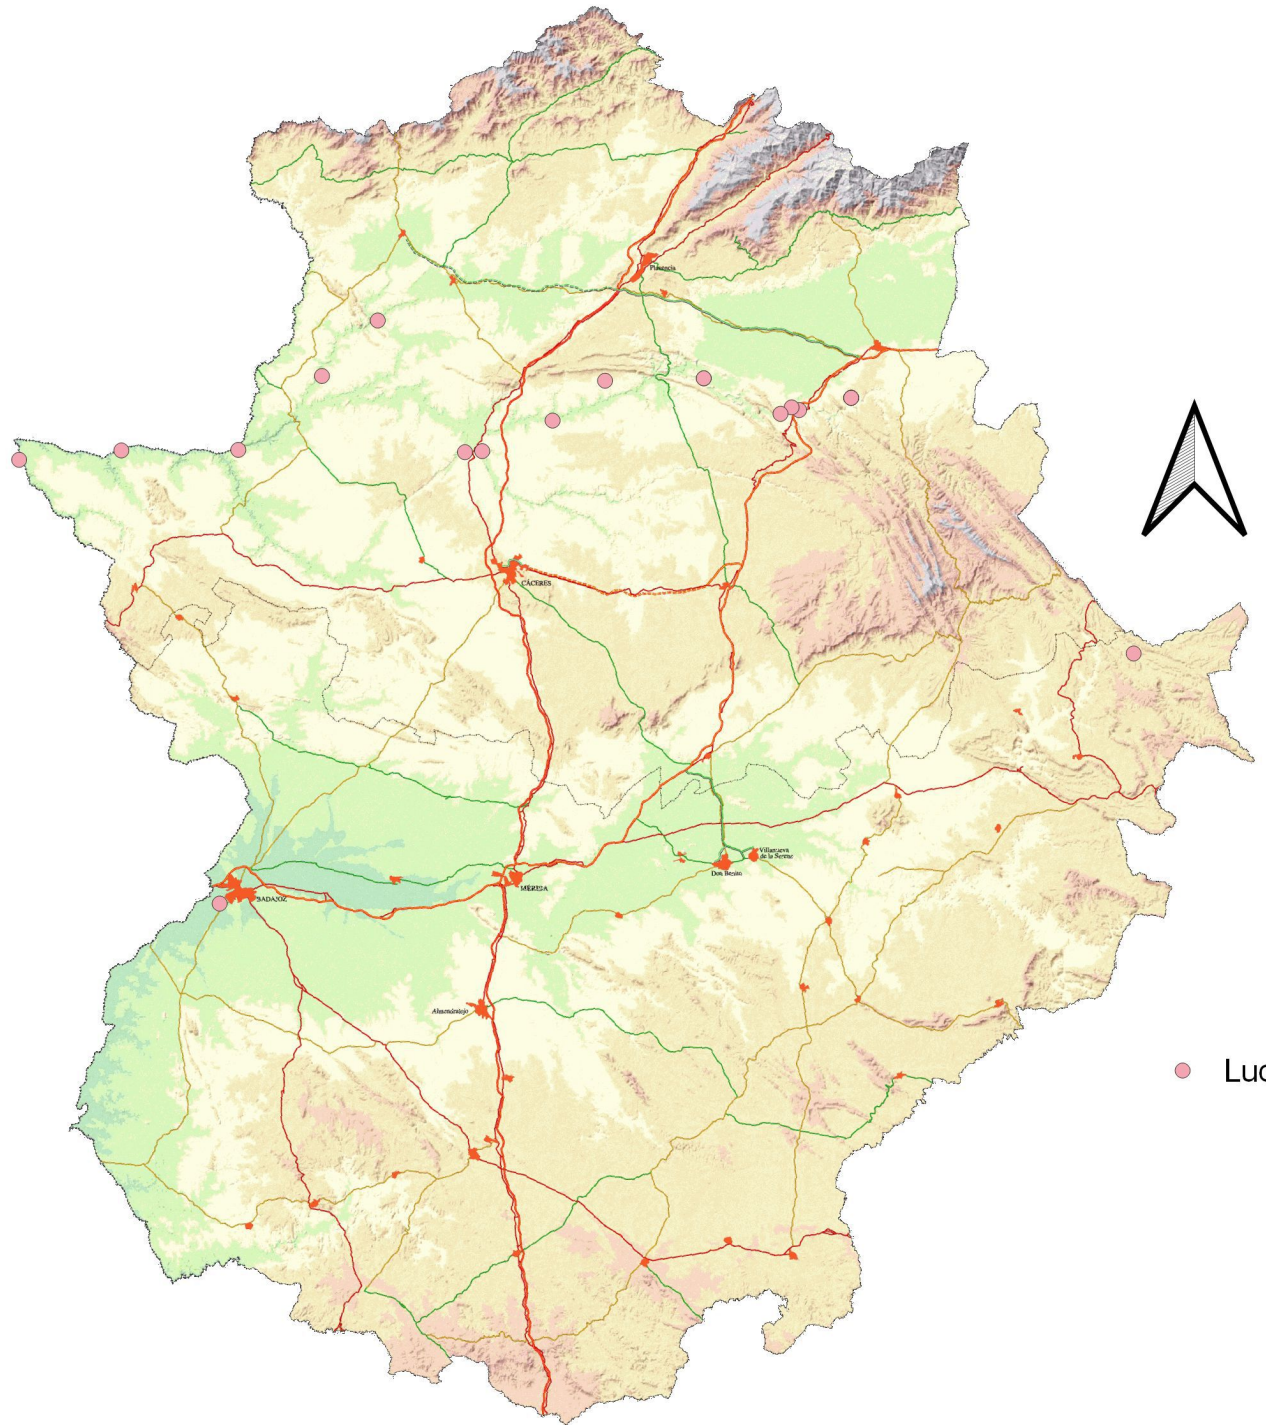 Plasencia
CÁCERES
Villanueva
de la Serena
Don Benito
MÉRIDA
BADAJOZ
Almendralejo
Luc